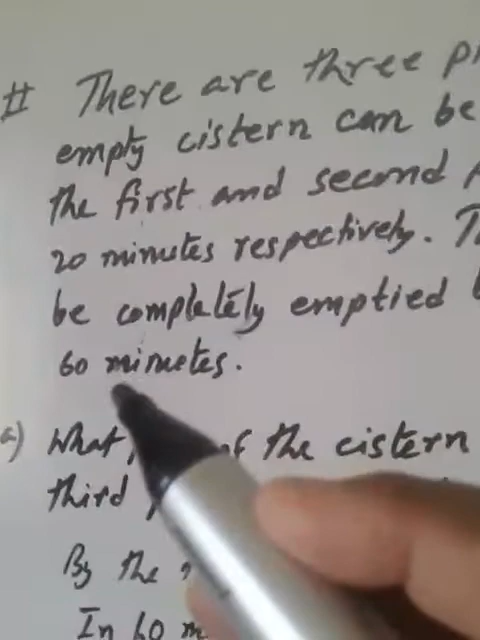 # There are three
empty cistern can be
the first and second
20 minutes respectively.
be completely emptied
60 minutes.
a) What of the cistern
third
By the
In 60